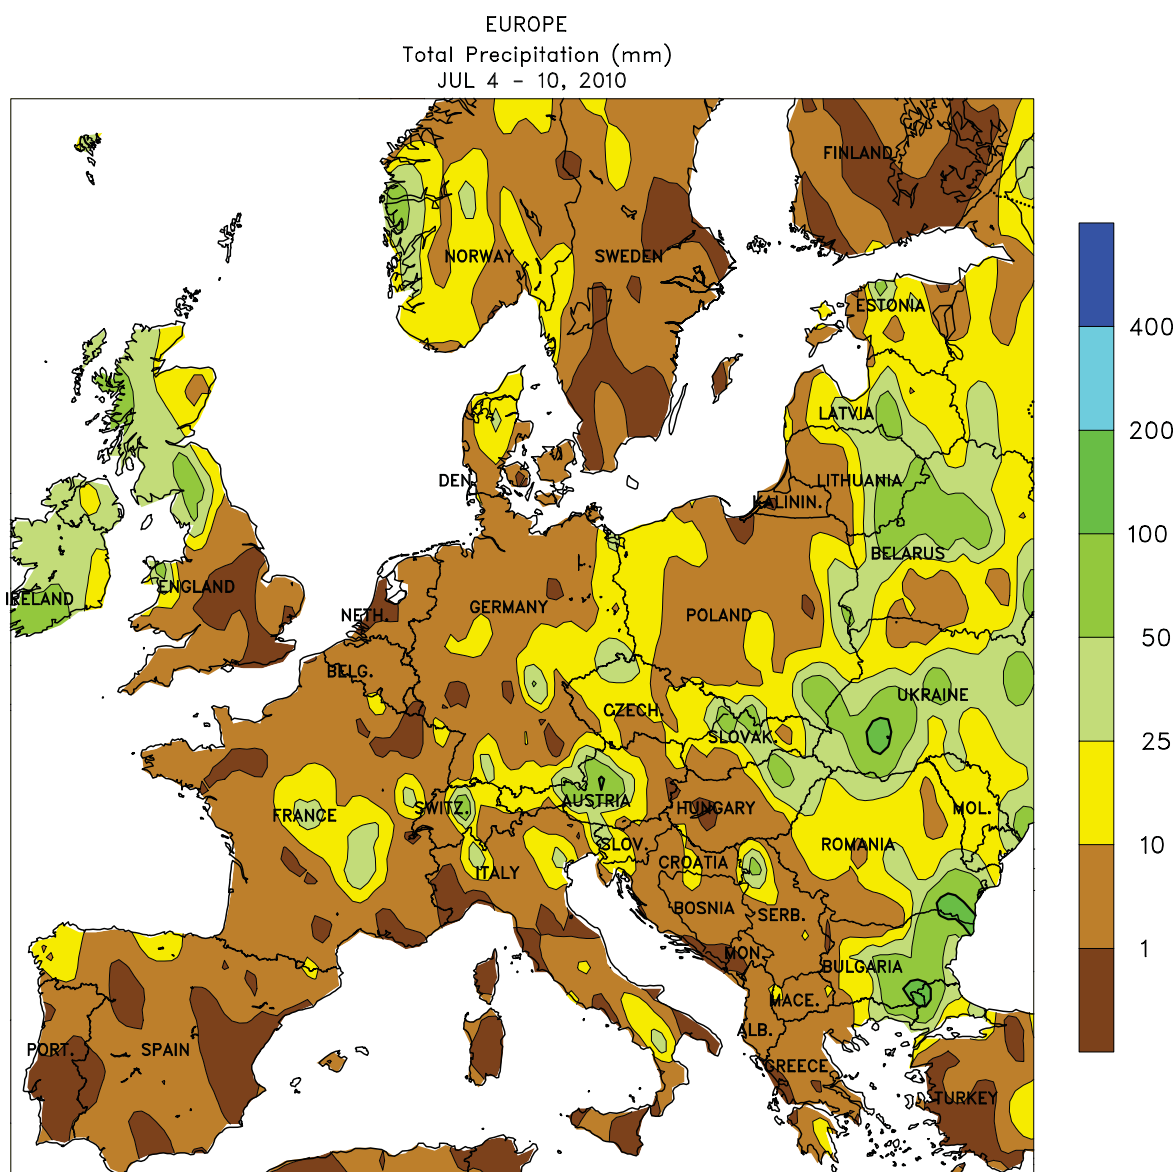 EUROPE
Total Precipitation (mm)
JUL 4 - 10, 2010
FINLAND
NORWAY
SWEDEN
ESTONIA
400
LATVIA
200
DEN.
LITHUANIA
KALININ.
100
BELARUS
IRELAND
ENGLAND
NETH.
GERMANY
POLAND
50
BELG.
UKRAINE
CZECH.
SLOVAK.
25
FRANCE
SWITZ.
AUSTRIA
HUNGARY
MOL.
ITALY
SLOV.
CROATIA
ROMANIA
10
BOSNIA
SERB.
MON.
BULGARIA
1
MACE.
ALB.
PORT.
SPAIN
GREECE
TURKEY